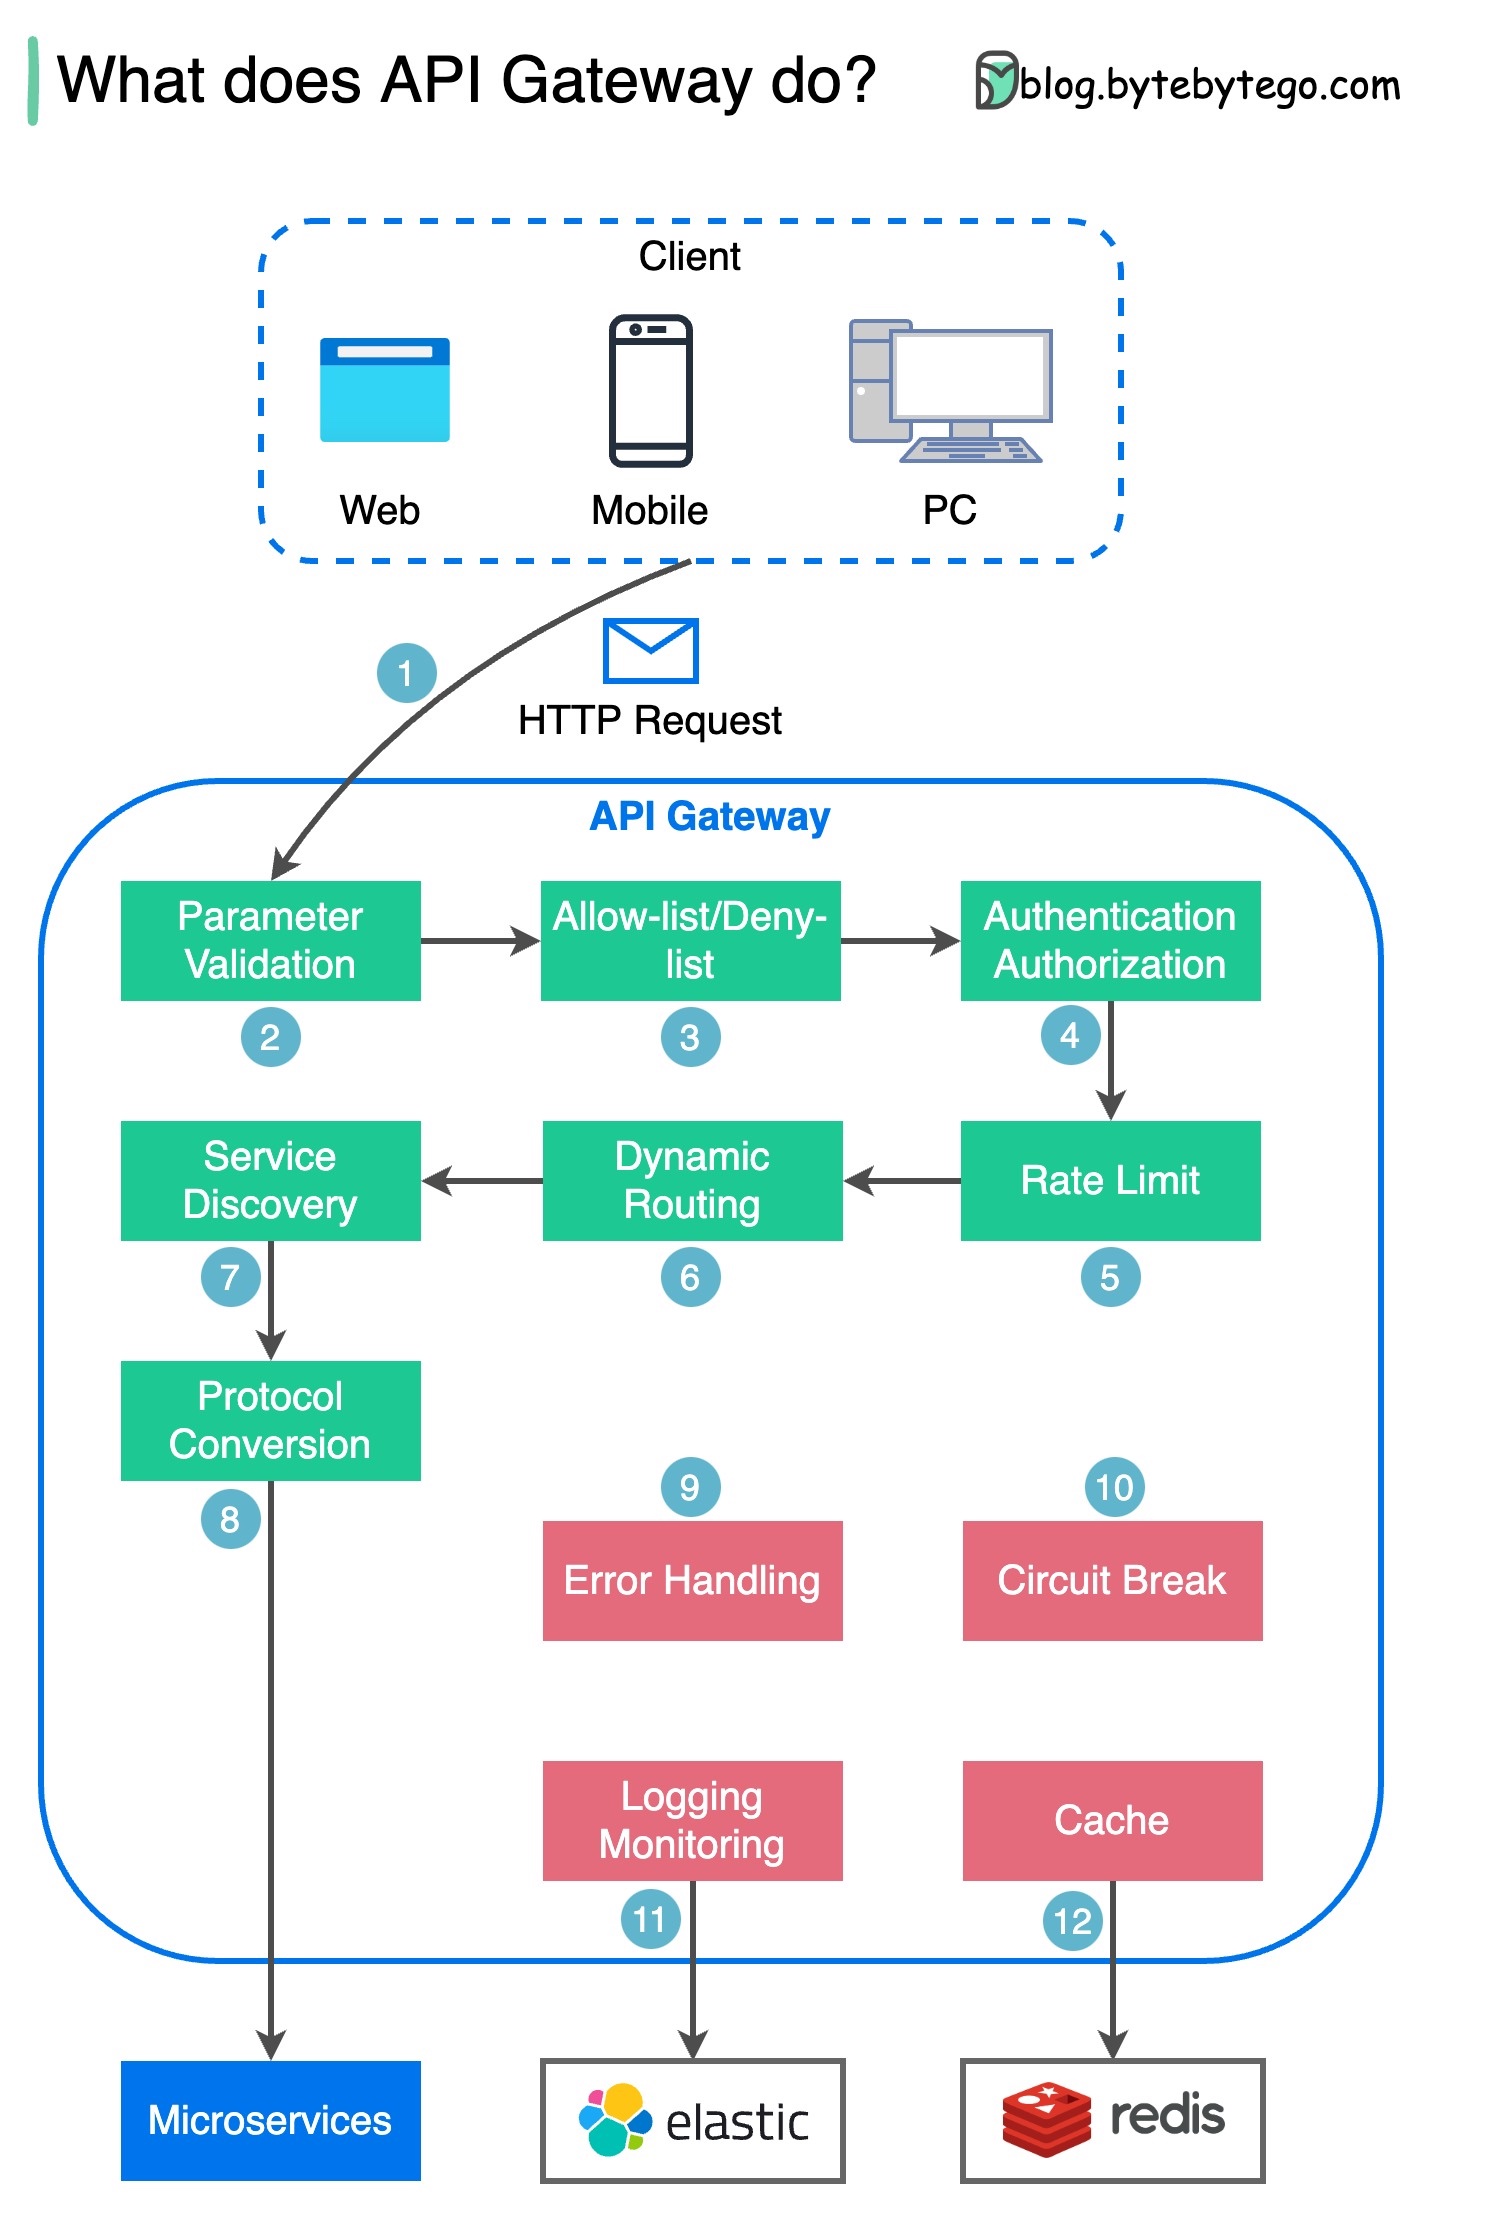 What does API Gateway do?
blog.bytebytego.com
Client
Web
Mobile
PC
1
HTTP Request
API Gateway
Parameter
Validation
Allow-list/Deny-
list
Authentication
Authorization
2
3
4
Service
Discovery
Dynamic
Routing
Rate Limit
7
6
5
Protocol
Conversion
8
9
10
Error Handling
Circuit Break
Logging
Monitoring
Cache
11
12
Microservices
elastic
redis